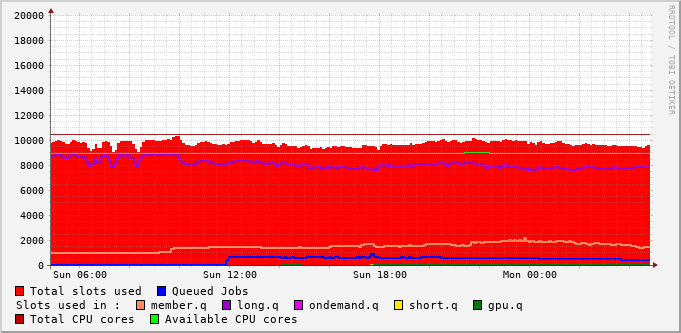 20000
18000
16000
14000
12000
10000
8000
6000
4000
2000
0
Sun 06:00 Sun 12:00 Sun 18:00 Mon 00:00
Total slots used Queued Jobs
Slots used in : member.q long.q ondemand.q short.q gpu.q
Total CPU cores Available CPU cores
RRDTOOL / TOBI OETIKER